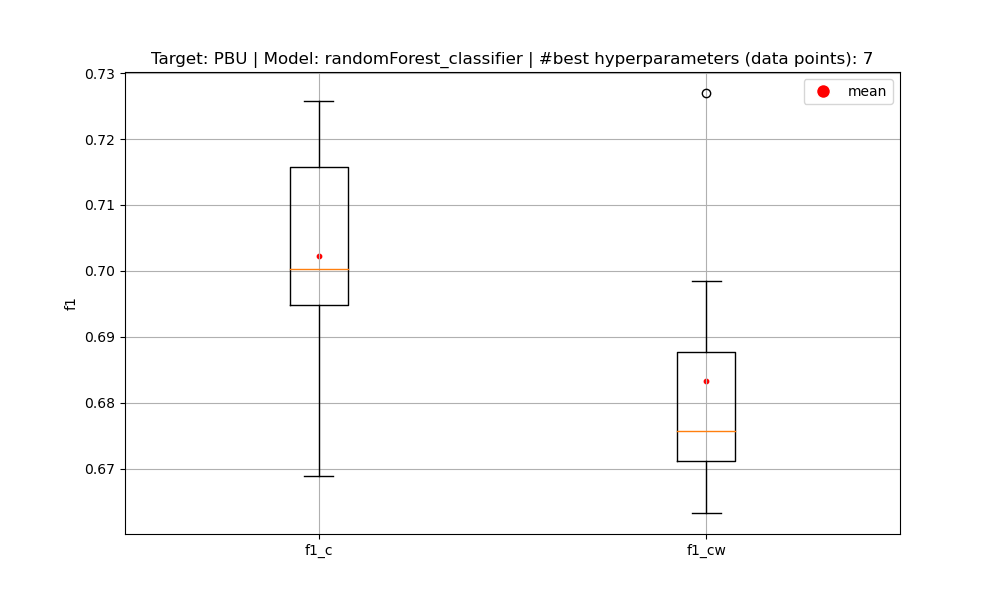 Target: PBU | Model: randomForest_classifier | #best hyperparameters (data points): 7
mean
0.73
0.72
0.71
0.70
0.69
0.68
0.67
f1
f1_c
f1_cw